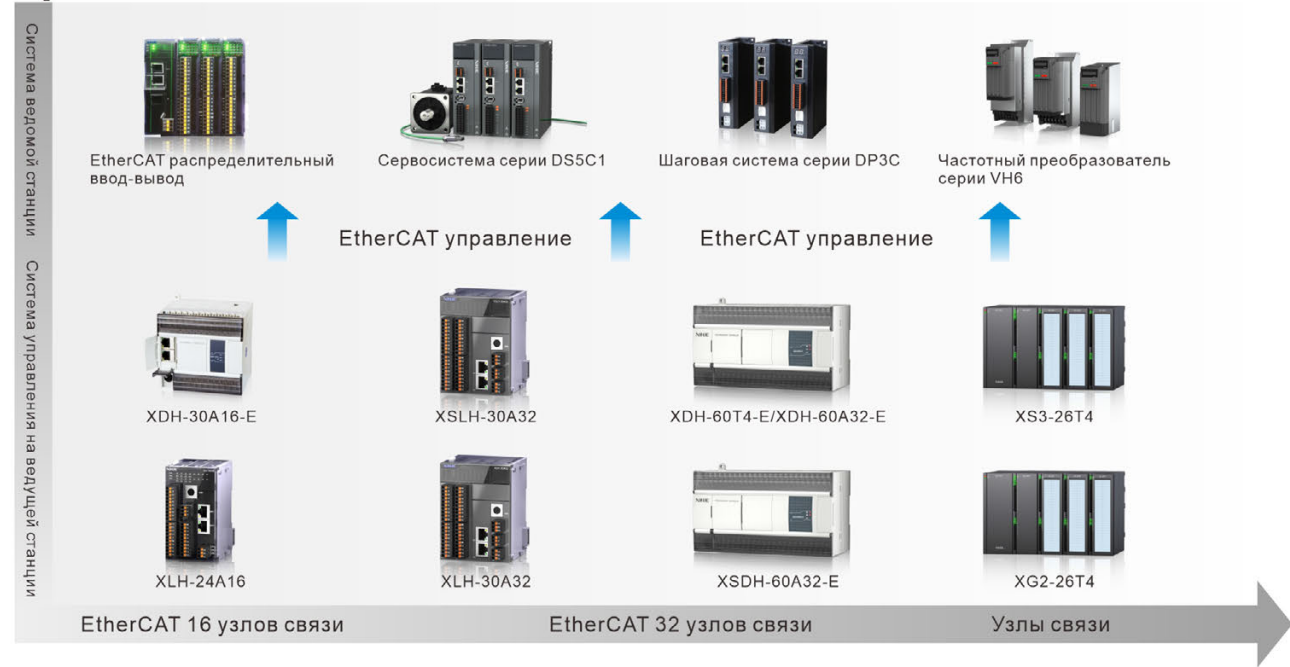 Система ведомой станции
EtherCAT распределительный
ввод-вывод
Сервосистема серии DS5C1
Шаговая система серии DP3C
Частотный преобразователь
серии VH6
EtherCAT управление
EtherCAT управление
Система управления на ведущей станции
XDH-30A16-E
XSLH-30A32
XDH-60T4-E/XDH-60A32-E
XS3-26T4
XLH-24A16
XLH-30A32
XSDH-60A32-E
XG2-26T4
EtherCAT 16 узлов связи
EtherCAT 32 узлов связи
Узлы связи